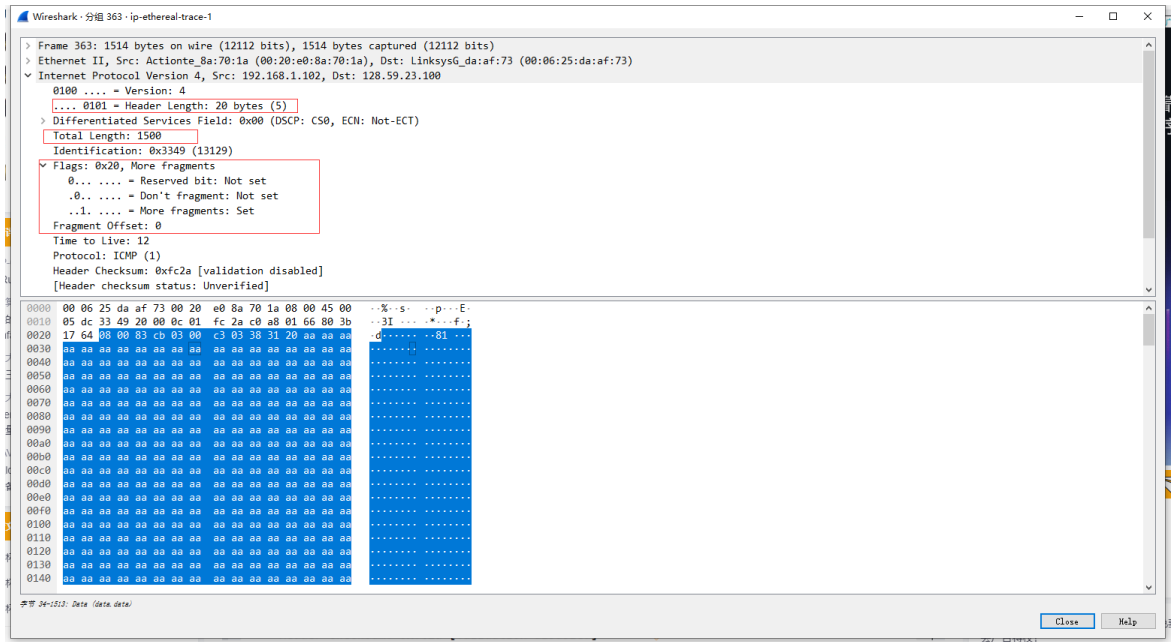 Wireshark · 分组 363 · ip-ethereal-trace-1
Frame 363: 1514 bytes on wire (12112 bits), 1514 bytes captured (12112 bits)
Ethernet II, Src: Actionte_8a:70:1a (00:20:e0:8a:70:1a), Dst: LinksysG_da:af:73 (00:06:25:da:af:73)
Internet Protocol Version 4, Src: 192.168.1.102, Dst: 128.59.23.100
0100 .... = Version: 4
.... 0101 = Header Length: 20 bytes (5)
Differentiated Services Field: 0x00 (DSCP: CS0, ECN: Not-ECT)
Total Length: 1500
Identification: 0x3349 (13129)
Flags: 0x20, More fragments
0... .... = Reserved bit: Not set
.0.. .... = Don't fragment: Not set
..1. .... = More fragments: Set
Fragment Offset: 0
Time to Live: 12
Protocol: ICMP (1)
Header Checksum: 0xfc2a [validation disabled]
[Header checksum status: Unverified]
0000 00 06 25 da af 73 00 20 e0 8a 70 1a 08 00 45 00 ··%··s·  ··p···E·
0010 05 dc 33 49 20 00 0c 01 fc 2a c0 a8 01 66 80 3b ··3I ··· ·*···f·;
0020 17 64 08 00 83 cb 03 00 c3 03 38 31 20 aa aa aa ·d······ ··81 ···
0030 aa aa aa aa aa aa aa aa aa aa aa aa aa aa aa aa ········ ········
0040 aa aa aa aa aa aa aa aa aa aa aa aa aa aa aa aa ········ ········
0050 aa aa aa aa aa aa aa aa aa aa aa aa aa aa aa aa ········ ········
0060 aa aa aa aa aa aa aa aa aa aa aa aa aa aa aa aa ········ ········
0070 aa aa aa aa aa aa aa aa aa aa aa aa aa aa aa aa ········ ········
0080 aa aa aa aa aa aa aa aa aa aa aa aa aa aa aa aa ········ ········
0090 aa aa aa aa aa aa aa aa aa aa aa aa aa aa aa aa ········ ········
00a0 aa aa aa aa aa aa aa aa aa aa aa aa aa aa aa aa ········ ········
00b0 aa aa aa aa aa aa aa aa aa aa aa aa aa aa aa aa ········ ········
00c0 aa aa aa aa aa aa aa aa aa aa aa aa aa aa aa aa ········ ········
00d0 aa aa aa aa aa aa aa aa aa aa aa aa aa aa aa aa ········ ········
00e0 aa aa aa aa aa aa aa aa aa aa aa aa aa aa aa aa ········ ········
00f0 aa aa aa aa aa aa aa aa aa aa aa aa aa aa aa aa ········ ········
0100 aa aa aa aa aa aa aa aa aa aa aa aa aa aa aa aa ········ ········
0110 aa aa aa aa aa aa aa aa aa aa aa aa aa aa aa aa ········ ········
0120 aa aa aa aa aa aa aa aa aa aa aa aa aa aa aa aa ········ ········
0130 aa aa aa aa aa aa aa aa aa aa aa aa aa aa aa aa ········ ········
0140 aa aa aa aa aa aa aa aa aa aa aa aa aa aa aa aa ········ ········
字节 34-1513: Data (data.data)
Close Help